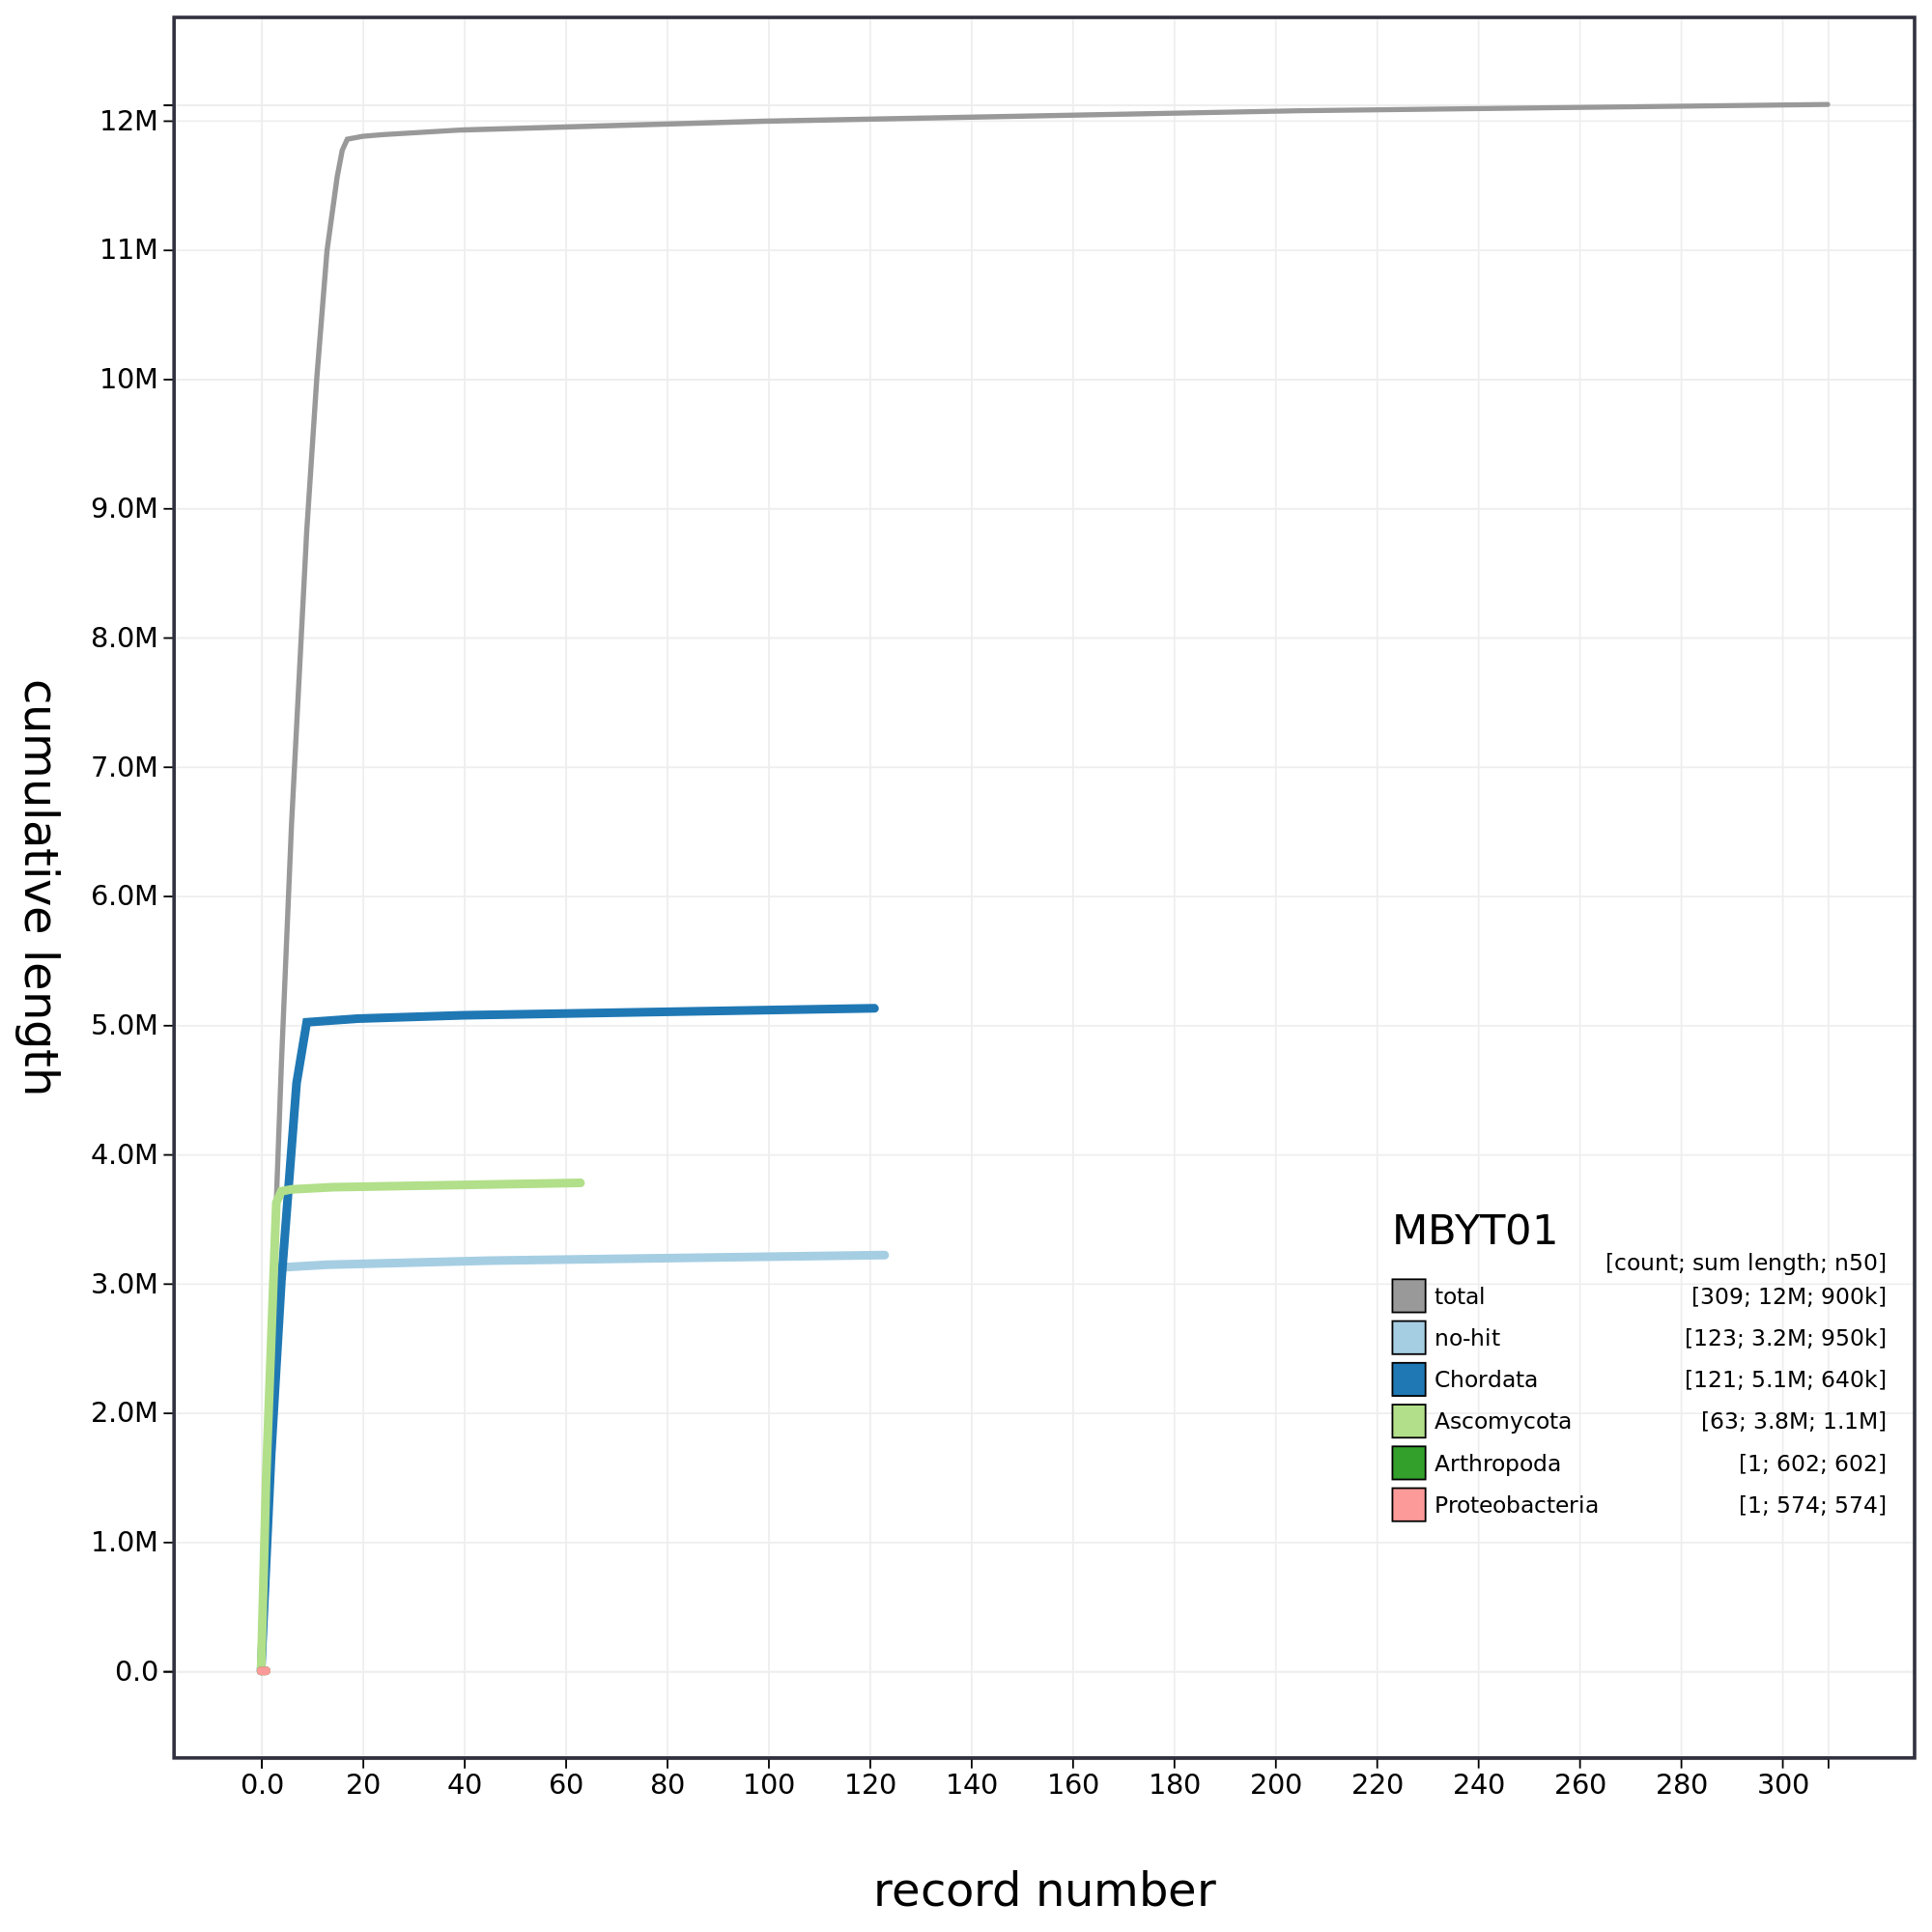 cumulative length
12M
11M
10M
9.0M
8.0M
7.0M
6.0M
5.0M
4.0M
3.0M
2.0M
1.0M
0.0
MBYT01
[count; sum length; n50]
total [309; 12M; 900k]
no-hit [123; 3.2M; 950k]
Chordata [121; 5.1M; 640k]
Ascomycota [63; 3.8M; 1.1M]
Arthropoda [1; 602; 602]
Proteobacteria [1; 574; 574]
0.0 20 40 60 80 100 120 140 160 180 200 220 240 260 280 300
record number